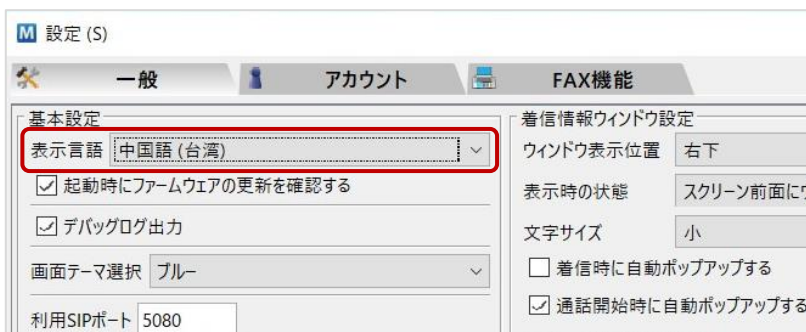 M 設定 (S)
一般 アカウント FAX機能
基本設定
表示言語 中国語 (台湾)
起動時にファームウェアの更新を確認する
デバッグログ出力
画面テーマ選択 ブルー
利用SIPポート 5080
着信情報ウィンドウ設定
ウィンドウ表示位置 右下
表示時の状態 スクリーン前面に
文字サイズ 小
着信時に自動ポップアップする
通話開始時に自動ポップアップする